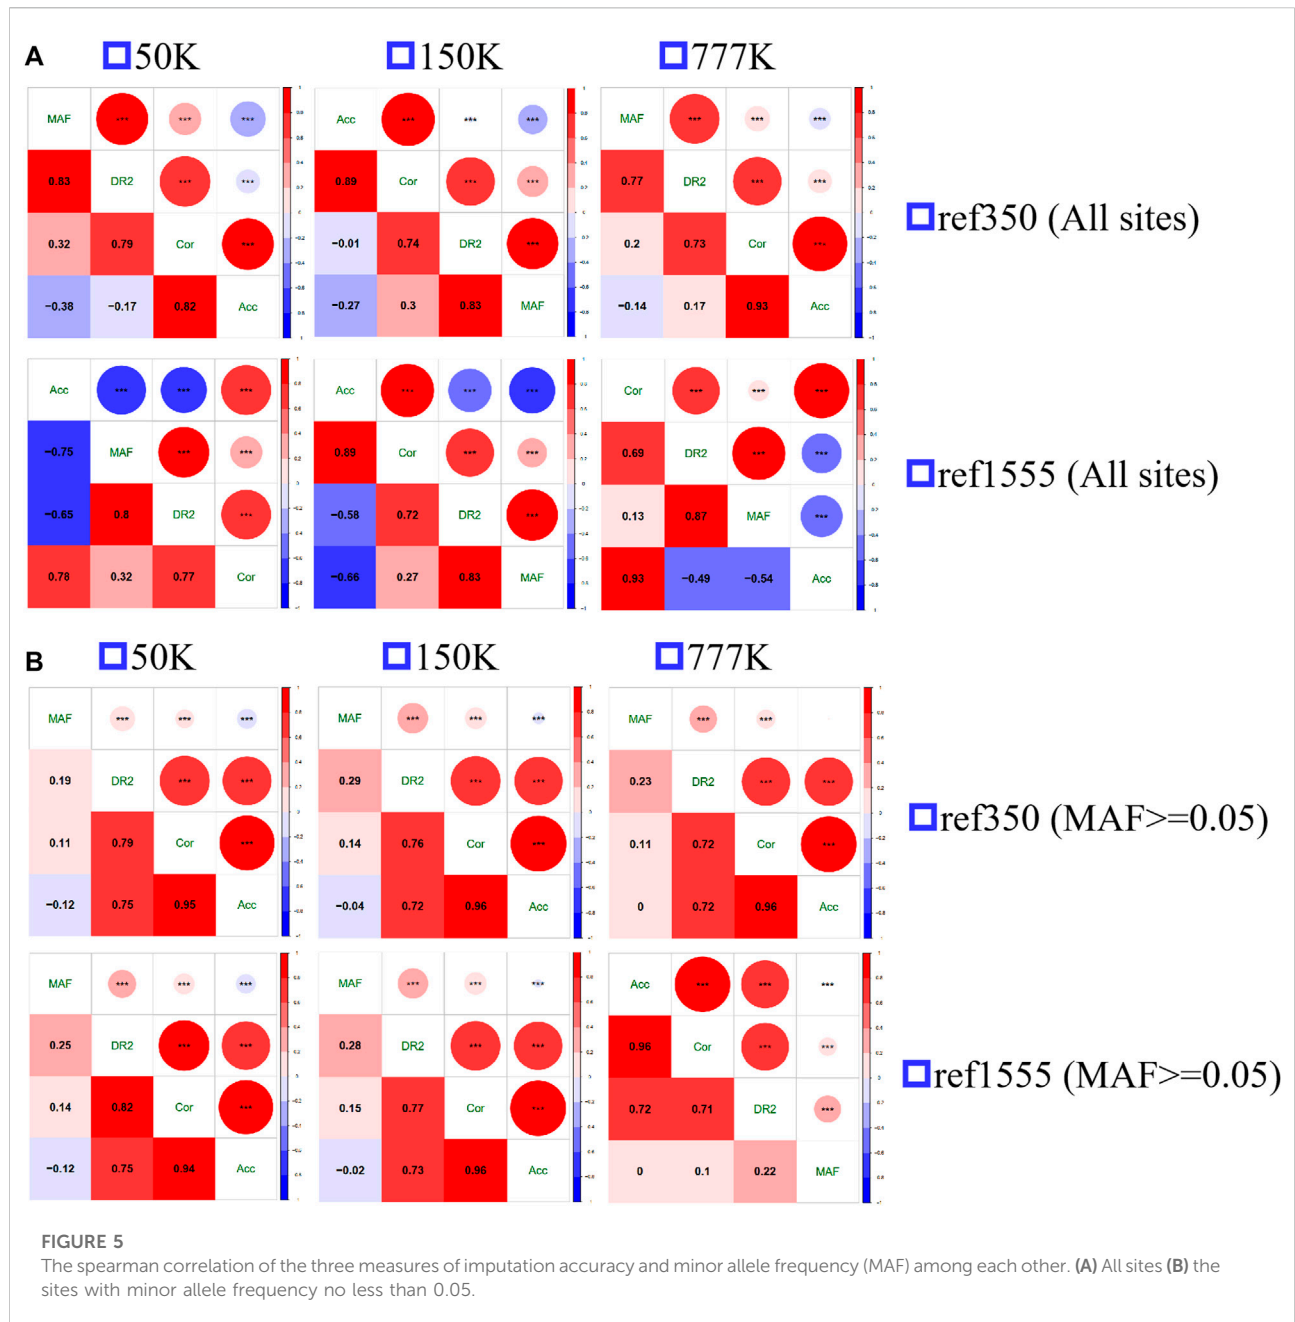 A
50K
150K
777K
MAF *** *** ***
0.83 DR2 *** ***
0.32 0.79 Cor ***
−0.38 −0.17 0.82 Acc
Acc *** *** ***
0.89 Cor *** ***
−0.01 0.74 DR2 ***
−0.27 0.3 0.83 MAF
MAF *** *** ***
0.77 DR2 *** ***
0.2 0.73 Cor ***
−0.14 0.17 0.93 Acc
ref350 (All sites)
Acc *** *** ***
−0.75 MAF *** ***
−0.65 0.8 DR2 ***
0.78 0.32 0.77 Cor
Acc *** *** ***
0.89 Cor *** ***
−0.58 0.72 DR2 ***
−0.66 0.27 0.83 MAF
Cor *** *** ***
0.69 DR2 *** ***
0.13 0.87 MAF ***
0.93 −0.49 −0.54 Acc
ref1555 (All sites)
B
50K
150K
777K
MAF *** *** ***
0.19 DR2 *** ***
0.11 0.79 Cor ***
−0.12 0.75 0.95 Acc
MAF *** *** ***
0.29 DR2 *** ***
0.14 0.76 Cor ***
−0.04 0.72 0.96 Acc
MAF *** ***
0.23 DR2 *** ***
0.11 0.72 Cor ***
0 0.72 0.96 Acc
ref350 (MAF>=0.05)
MAF *** *** ***
0.25 DR2 *** ***
0.14 0.82 Cor ***
−0.12 0.75 0.94 Acc
MAF *** *** ***
0.28 DR2 *** ***
0.15 0.77 Cor ***
−0.02 0.73 0.96 Acc
Acc *** *** ***
0.96 Cor *** ***
0.72 0.71 DR2 ***
0 0.1 0.22 MAF
ref1555 (MAF>=0.05)
FIGURE 5
The spearman correlation of the three measures of imputation accuracy and minor allele frequency (MAF) among each other. (A) All sites (B) the
sites with minor allele frequency no less than 0.05.